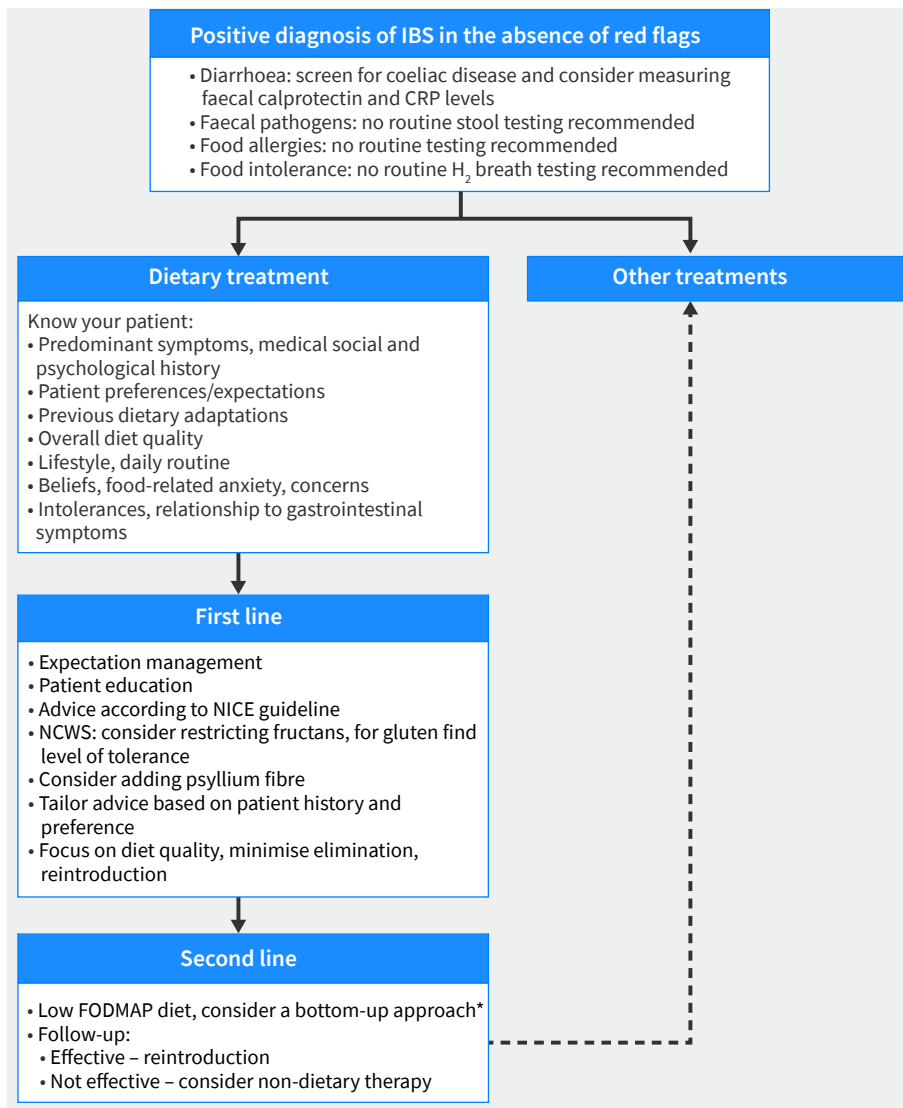 Positive diagnosis of IBS in the absence of red flags
• Diarrhoea: screen for coeliac disease and consider measuring
faecal calprotectin and CRP levels
• Faecal pathogens: no routine stool testing recommended
• Food allergies: no routine testing recommended
• Food intolerance: no routine H₂ breath testing recommended
Dietary treatment
Know your patient:
• Predominant symptoms, medical social and
psychological history
• Patient preferences/expectations
• Previous dietary adaptations
• Overall diet quality
• Lifestyle, daily routine
• Beliefs, food-related anxiety, concerns
• Intolerances, relationship to gastrointestinal
symptoms
Other treatments
First line
• Expectation management
• Patient education
• Advice according to NICE guideline
• NCWS: consider restricting fructans, for gluten find
level of tolerance
• Consider adding psyllium fibre
• Tailor advice based on patient history and
preference
• Focus on diet quality, minimise elimination,
reintroduction
Second line
• Low FODMAP diet, consider a bottom-up approach*
• Follow-up:
• Effective – reintroduction
• Not effective – consider non-dietary therapy